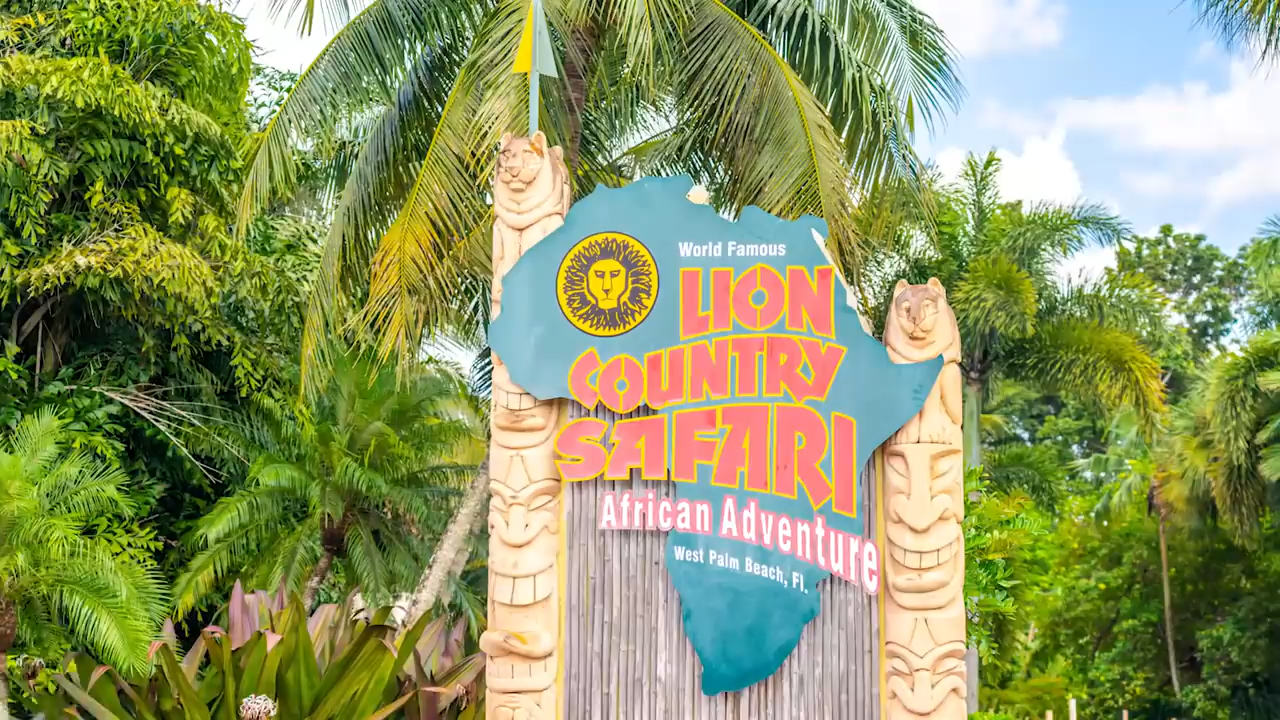 World Famous
LION
COUNTRY
SAFARI
African Adventure
West Palm Beach, Fl.